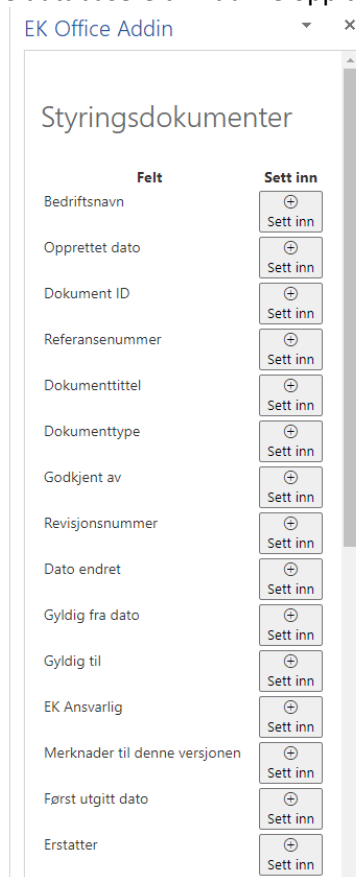 EK Office Addin
Styringsdokumenter
Felt Sett inn
Bedriftsnavn
Sett inn
Opprettet dato
Sett inn
Dokument ID
Sett inn
Referansenummer
Sett inn
Dokumenttittel
Sett inn
Dokumenttype
Sett inn
Godkjent av
Sett inn
Revisjonsnummer
Sett inn
Dato endret
Sett inn
Gyldig fra dato
Sett inn
Gyldig til
Sett inn
EK Ansvarlig
Sett inn
Merknader til denne versjonen
Sett inn
Først utgitt dato
Sett inn
Erstatter
Sett inn